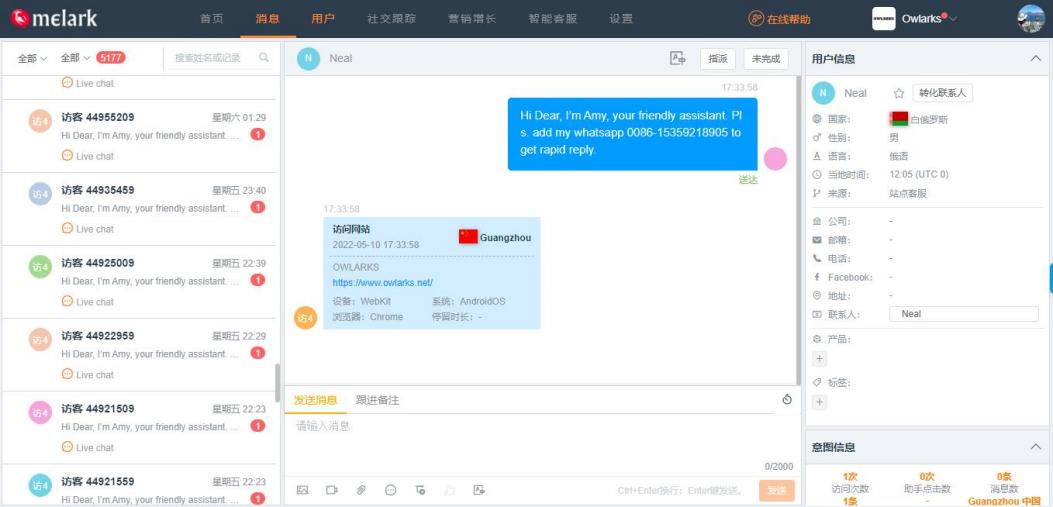 melark
首页 消息 用户 社交跟踪 营销增长 智能客服 设置 在线帮助 OWLARKS Owlarks
全部 全部 5177 搜索姓名或记录
Live chat
访客 44955209 星期六 01:29
Hi Dear, I'm Amy, your friendly assistant. ... 1
Live chat
访客 44935459 星期五 23:40
Hi Dear, I'm Amy, your friendly assistant. ... 1
Live chat
访客 44925009 星期五 22:39
Hi Dear, I'm Amy, your friendly assistant. ... 1
Live chat
访客 44922959 星期五 22:29
Hi Dear, I'm Amy, your friendly assistant. ... 1
Live chat
访客 44921509 星期五 22:23
Hi Dear, I'm Amy, your friendly assistant. ... 1
Live chat
访客 44921559 星期五 22:23
Hi Dear, I'm Amy, your friendly assistant. ... 1
访4
访4
访4
访4
访4
访4
N Neal 指派 未完成
17:33:58
Hi Dear, I'm Amy, your friendly assistant. Pl
s. add my whatsapp 0086-15359218905 to
get rapid reply.
送达
17:33:58
访问网站
2022-05-10 17:33:58 Guangzhou
OWLARKS
https://www.owlarks.net/
设备: WebKit 系统: AndroidOS
浏览器: Chrome 停留时长: -
访4
发送消息 跟进备注
请输入消息
0/2000
Ctrl+Enter换行; Enter键发送。 发送
用户信息
N Neal 转化联系人
国家: 白俄罗斯
性别: 男
语言: 俄语
当地时间: 12:05 (UTC 0)
来源: 站点客服
公司: -
邮箱: -
电话: -
Facebook: -
地址: -
联系人: Neal
产品:
+
标签:
+
意图信息
1次 0次 0条
访问次数 助手点击数 消息数
1条 - Guangzhou 中国